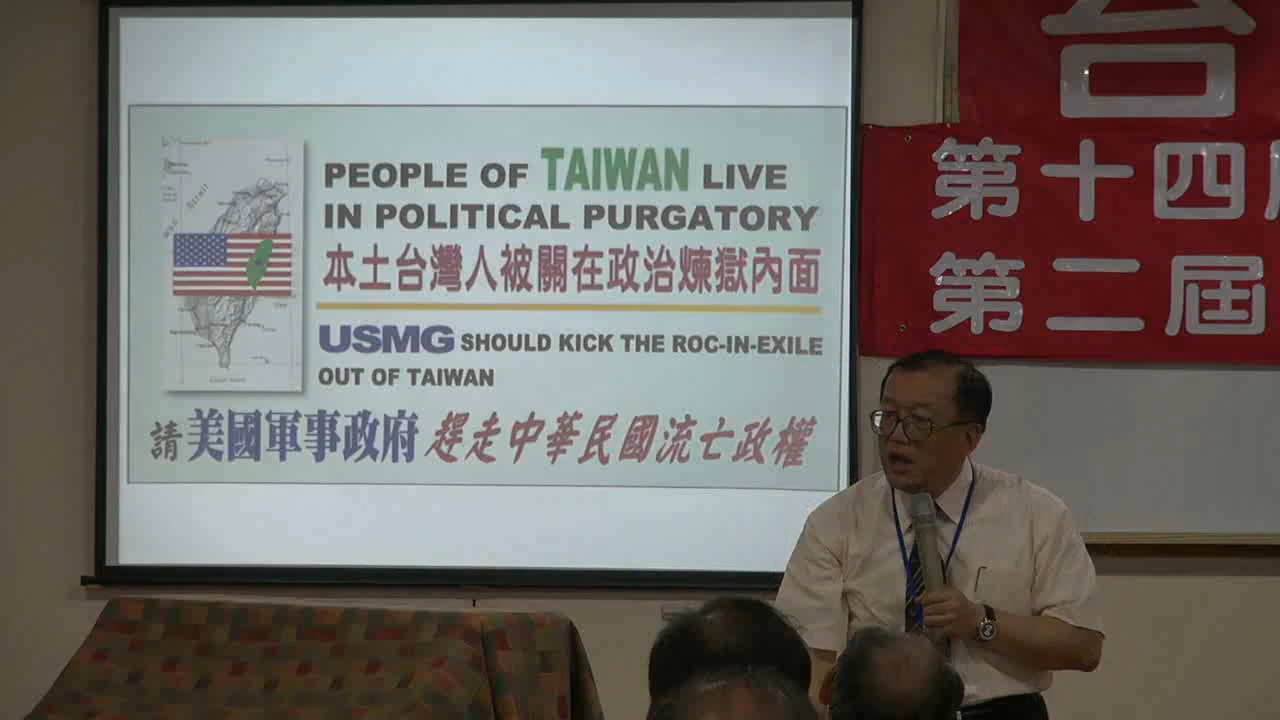 PEOPLE OF TAIWAN LIVE
IN POLITICAL PURGATORY
本土台灣人被關在政治煉獄內面
USMG SHOULD KICK THE ROC-IN-EXILE
OUT OF TAIWAN
請美國軍事政府趕走中華民國流亡政權
台
第十四
第二屆